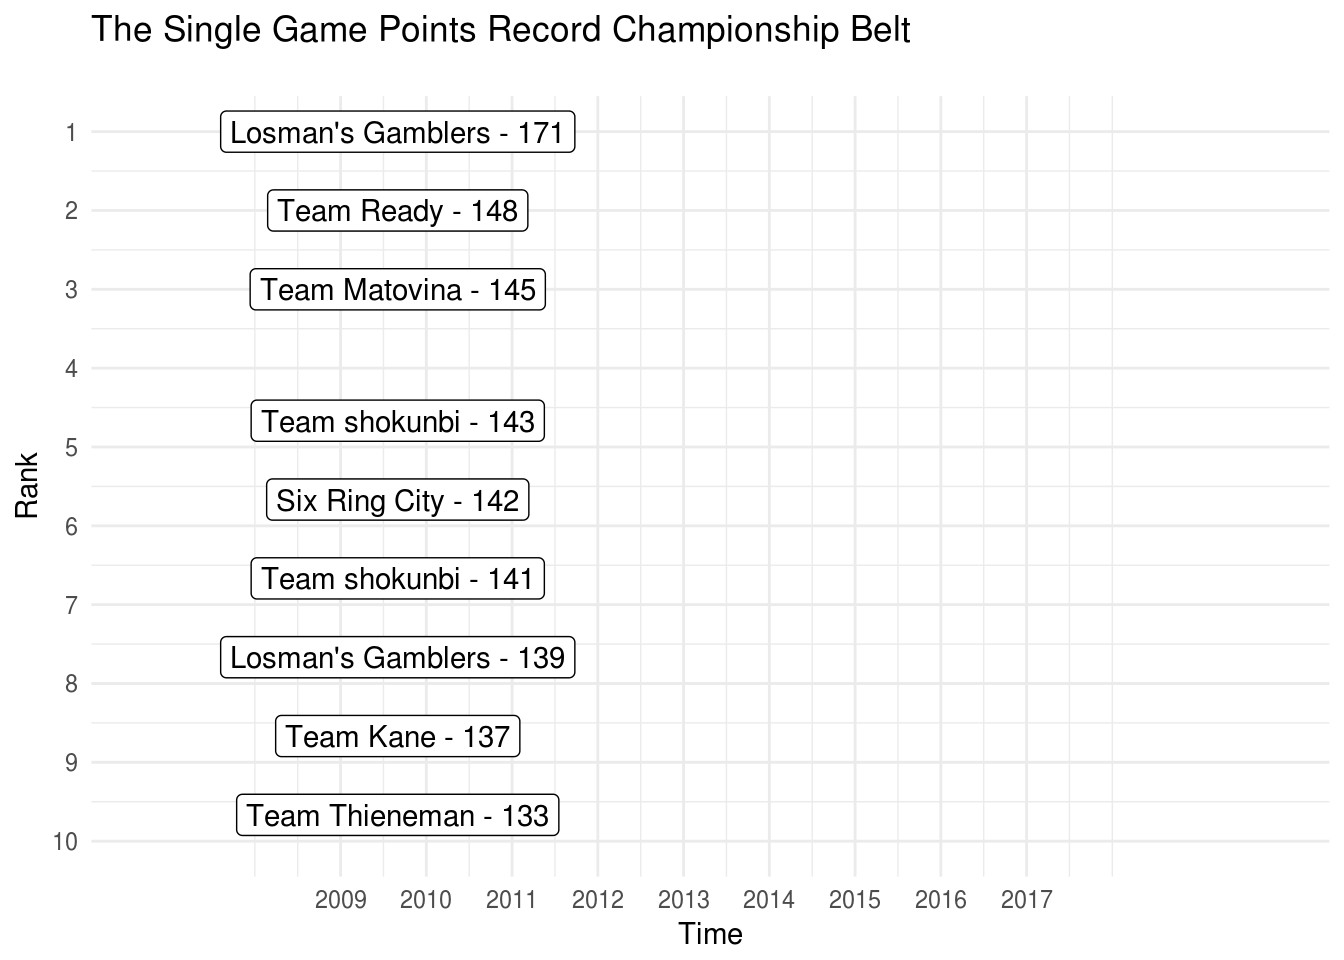 The Single Game Points Record Championship Belt
1
Losman's Gamblers - 171
2
Team Ready - 148
3
Team Matovina - 145
4
Team shokunbi - 143
5
Six Ring City - 142
6
Team shokunbi - 141
7
Losman's Gamblers - 139
8
Team Kane - 137
9
Team Thieneman - 133
10
Rank
2009 2010 2011 2012 2013 2014 2015 2016 2017
Time